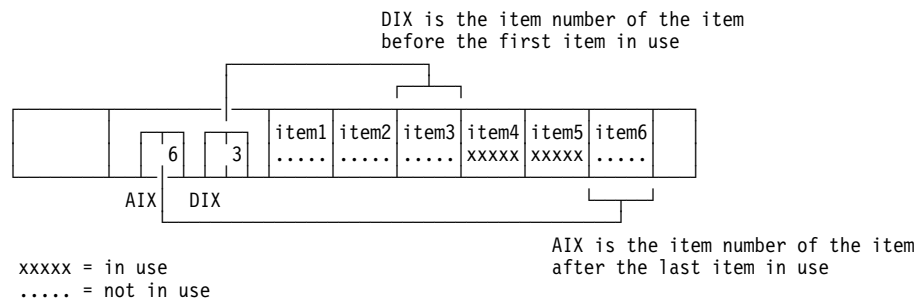 DIX is the item number of the item
before the first item in use
item1 item2 item3 item4 item5 item6
6 3
..... ..... ..... xxxxx xxxxx .....
AIX DIX
AIX is the item number of the item
after the last item in use
xxxxx = in use
..... = not in use